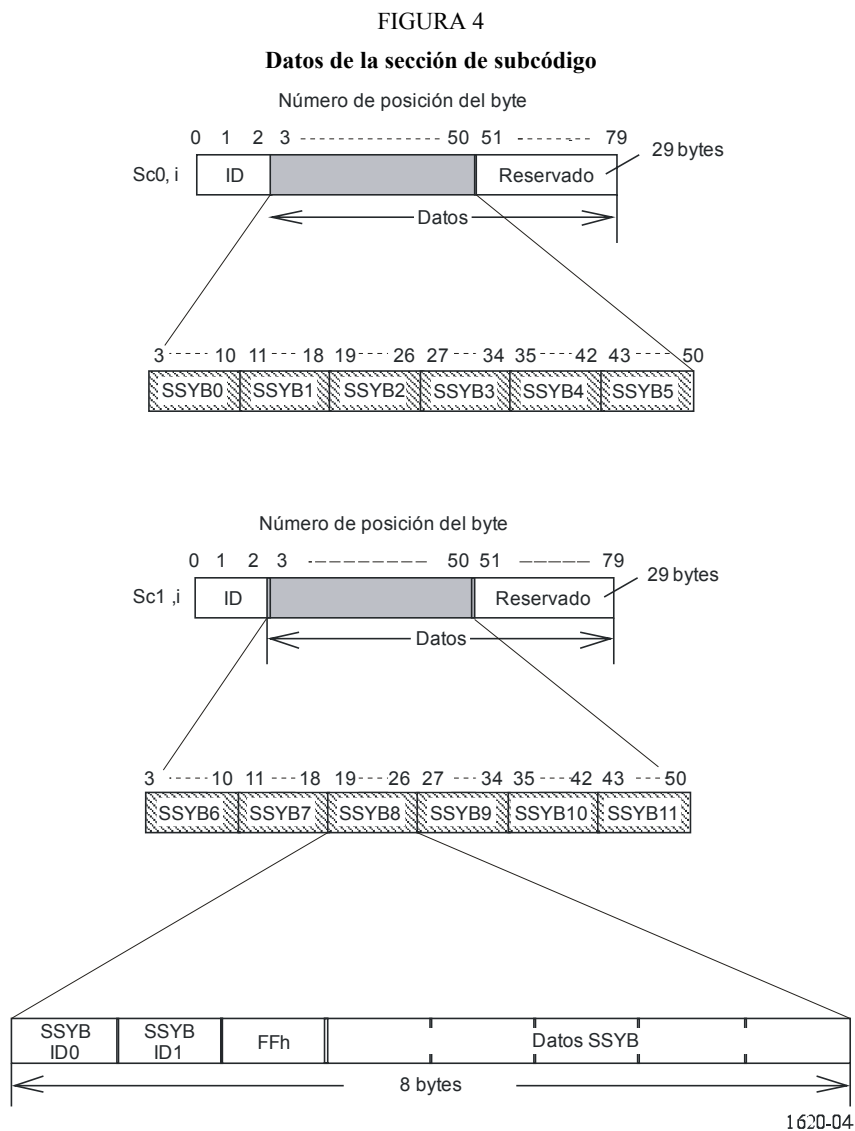 FIGURA 4
Datos de la sección de subcódigo
Número de posición del byte
0 1 2 3 ---------------------- 50 51 ---------- 79
29 bytes
Sc0, i ID Reservado
Datos
3 ----- 10 11 --- 18 19 ---- 26 27 --- 34 35 ---- 42 43 ---- 50
SSYB0 SSYB1 SSYB2 SSYB3 SSYB4 SSYB5
Número de posición del byte
0 1 2 3 ---------- 50 51 ----- 79
29 bytes
Sc1 ,i ID Reservado
Datos
3 ----- 10 11 --- 18 19 --- 26 27 --- 34 35 ---- 42 43 --- 50
SSYB6 SSYB7 SSYB8 SSYB9 SSYB10 SSYB11
SSYB ID0 SSYB ID1 FFh Datos SSYB
8 bytes
1620-04